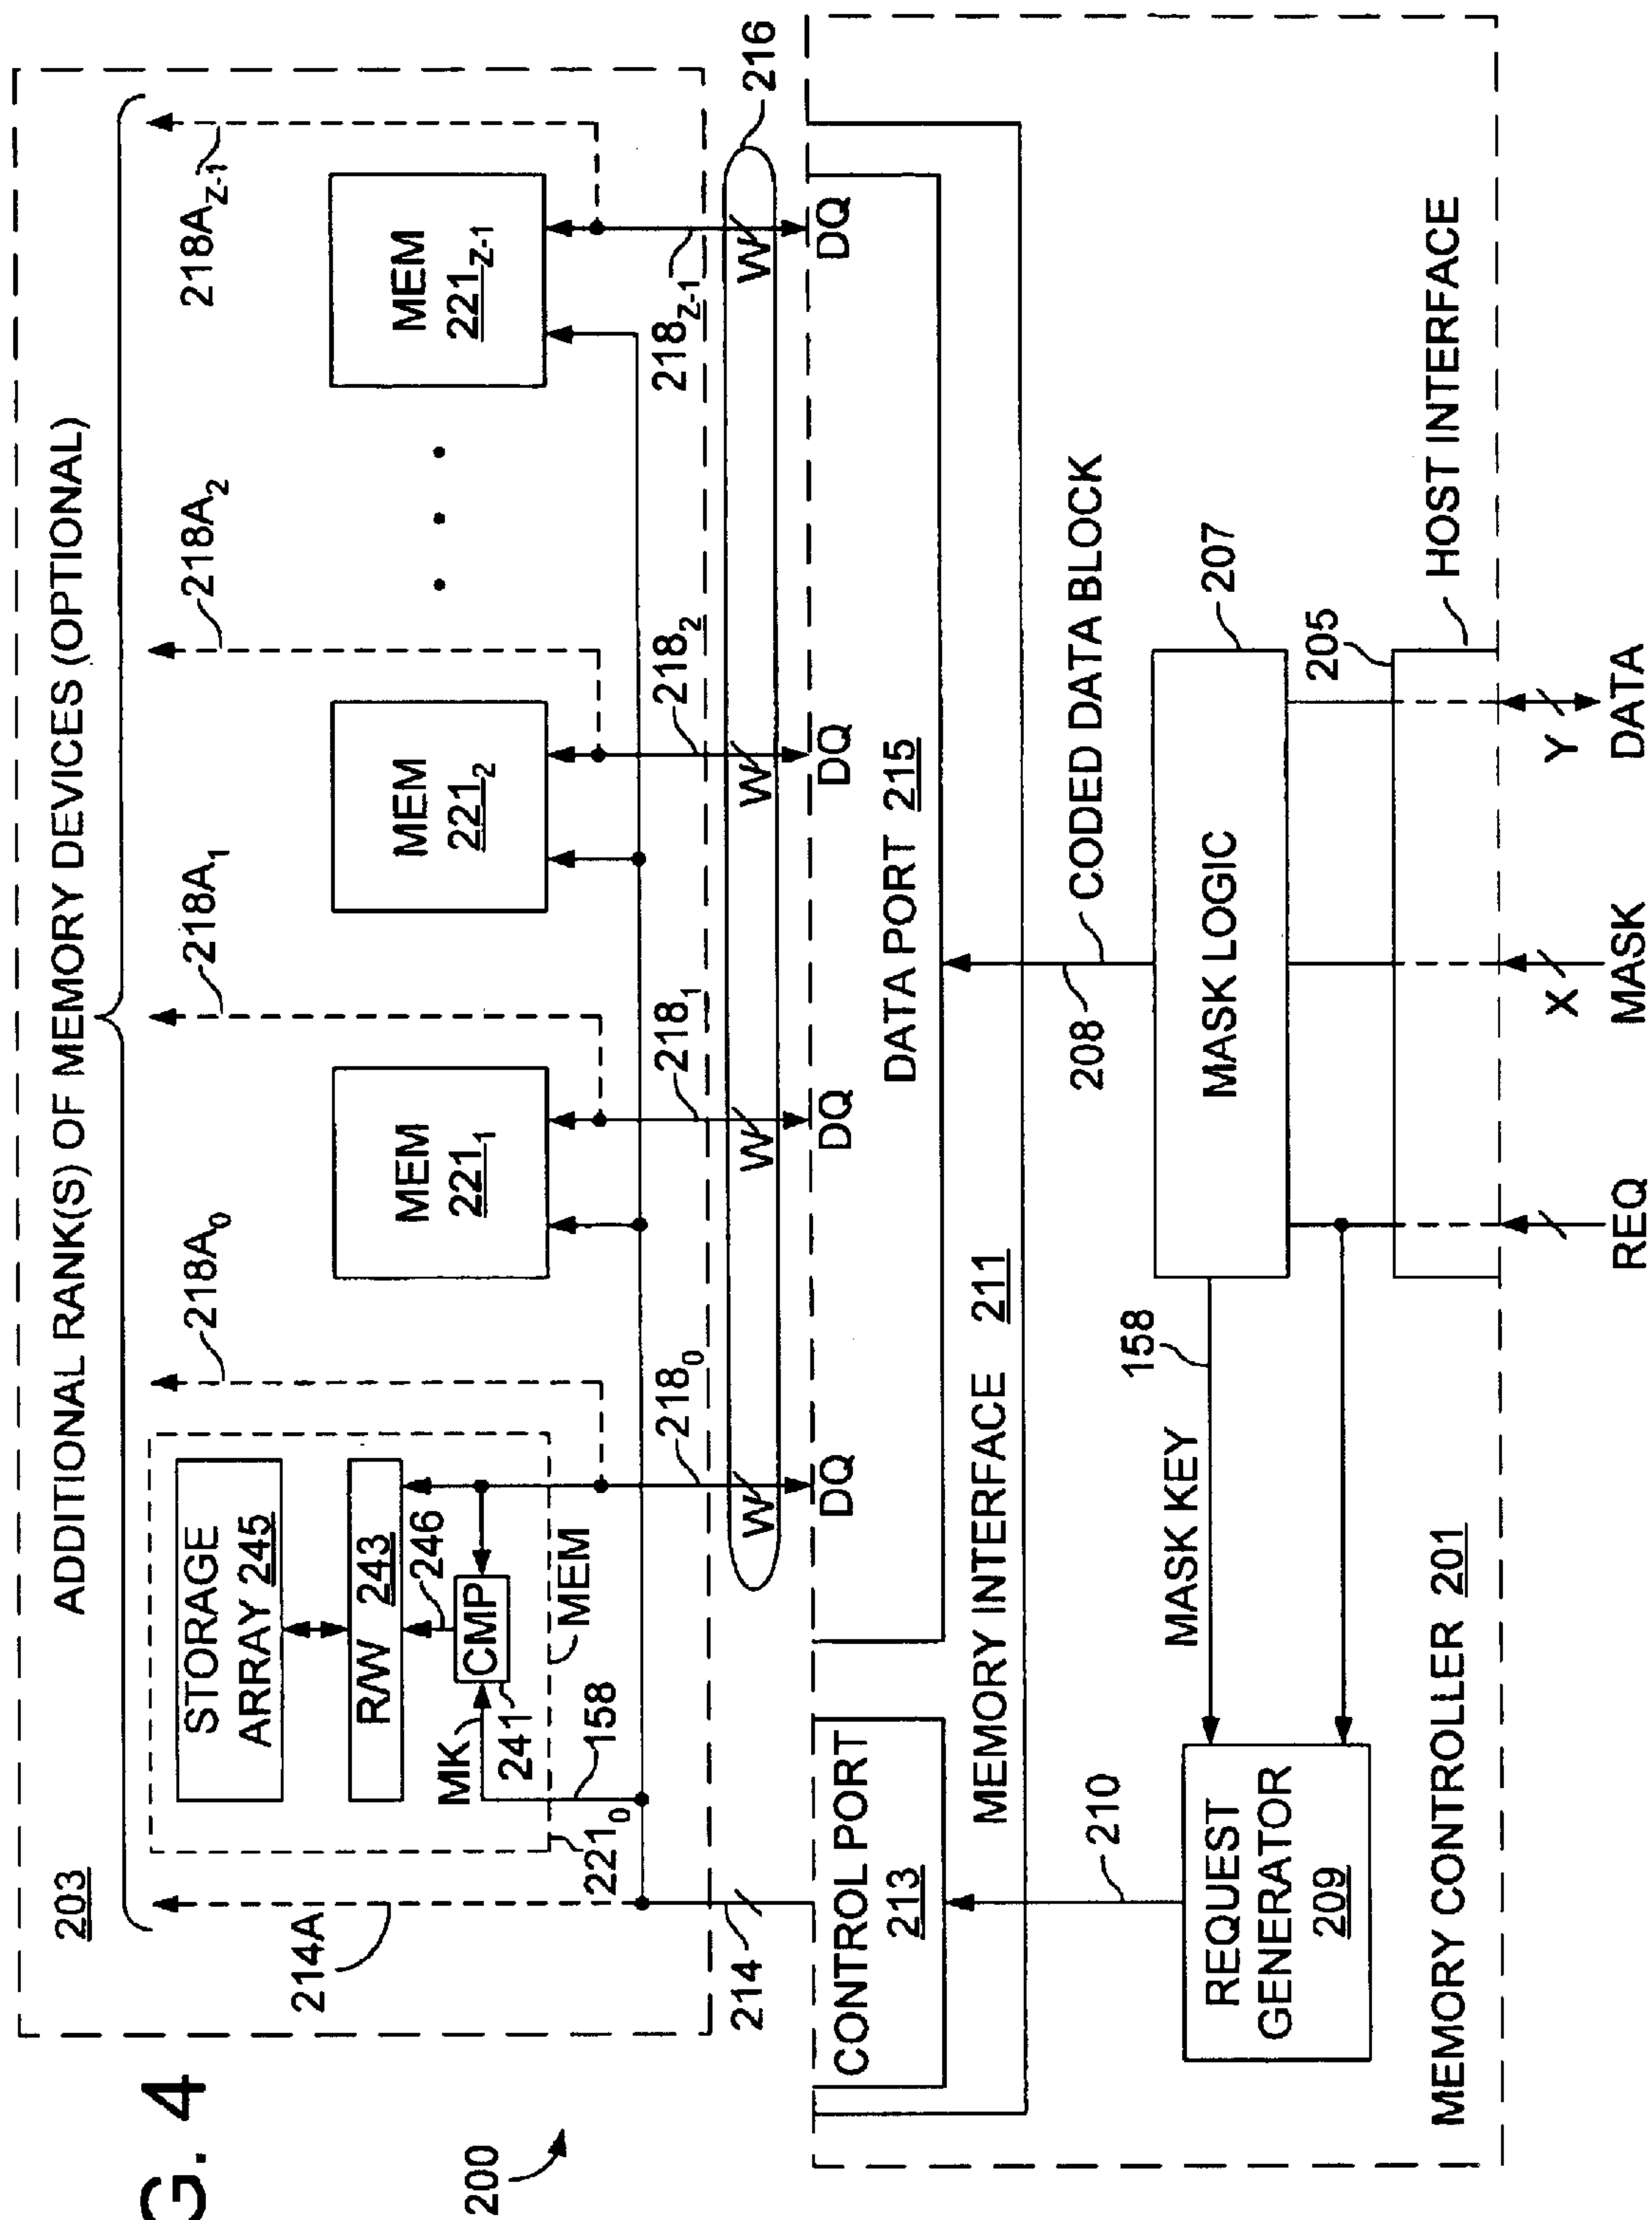 G. 4
200
203
ADDITIONAL RANK(S) OF MEMORY DEVICES (OPTIONAL)
214A
218A0
218A1
218A2
218AZ-1
STORAGE
ARRAY 245
R/W 243
246
CMP
MK
241
158
MEM
2210
MEM
2211
MEM
2212
• • •
MEM
221Z-1
214
2180
2181
2182
218Z-1
216
W
W
W
W
DQ
DQ
DQ
DQ
CONTROL PORT
213
DATA PORT 215
MEMORY INTERFACE 211
210
208
CODED DATA BLOCK
MASK KEY
158
REQUEST
GENERATOR
209
MASK LOGIC
207
205
HOST INTERFACE
MEMORY CONTROLLER 201
X
Y
REQ
MASK
DATA